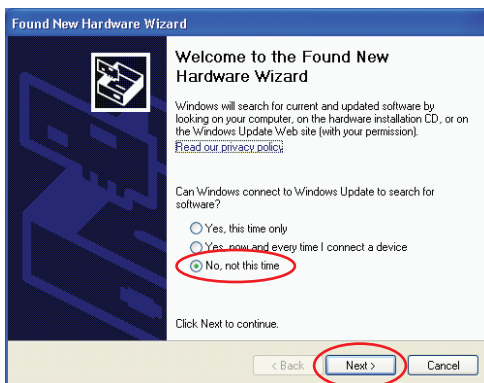 Found New Hardware Wizard
Welcome to the Found New
Hardware Wizard
Windows will search for current and updated software by
looking on your computer, on the hardware installation CD, or on
the Windows Update Web site (with your permission).
Read our privacy policy
Can Windows connect to Windows Update to search for
software?
Yes, this time only
Yes, now and every time I connect a device
No, not this time
Click Next to continue.
< Back
Next >
Cancel